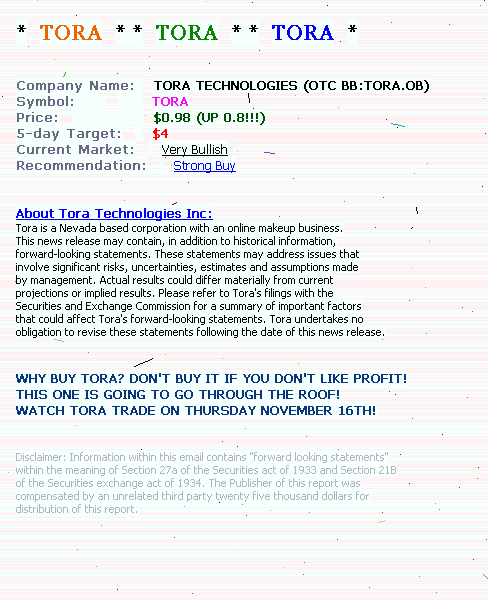 * TORA * * TORA * * TORA *
Company Name: TORA TECHNOLOGIES (OTC BB:TORA.OB)
Symbol: TORA
Price: $0.98 (UP 0.8!!!)
5-day Target: $4
Current Market: Very Bullish
Recommendation: Strong Buy
About Tora Technologies Inc:
Tora is a Nevada based corporation with an online makeup business.
This news release may contain, in addition to historical information,
forward-looking statements. These statements may address issues that
involve significant risks, uncertainties, estimates and assumptions made
by management. Actual results could differ materially from current
projections or implied results. Please refer to Tora's filings with the
Securities and Exchange Commission for a summary of important factors
that could affect Tora's forward-looking statements. Tora undertakes no
obligation to revise these statements following the date of this news release.
WHY BUY TORA? DON'T BUY IT IF YOU DON'T LIKE PROFIT!
THIS ONE IS GOING TO GO THROUGH THE ROOF!
WATCH TORA TRADE ON THURSDAY NOVEMBER 16TH!
Disclaimer: Information within this email contains "forward looking statements"
within the meaning of Section 27a of the Securities act of 1933 and Section 21B
of the Securities exchange act of 1934. The Publisher of this report was
compensated by an unrelated third party twenty five thousand dollars for
distribution of this report.